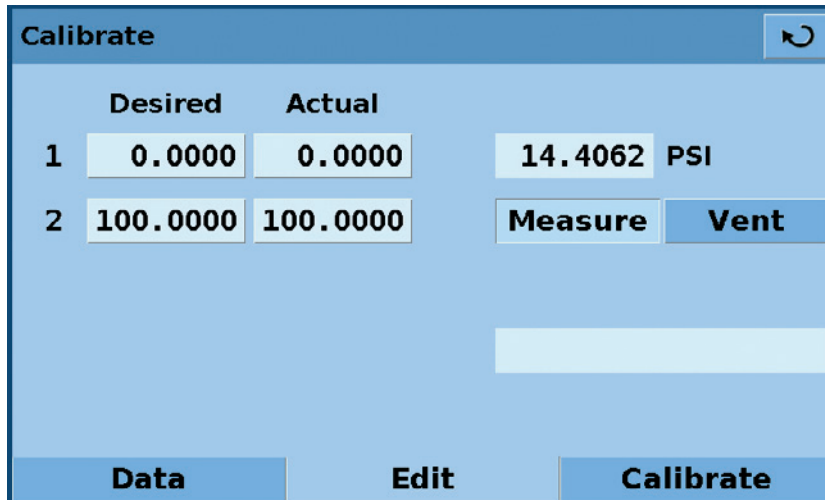 Calibrate
Desired Actual
1 0.0000 0.0000 14.4062 PSI
2 100.0000 100.0000 Measure Vent
Data Edit Calibrate